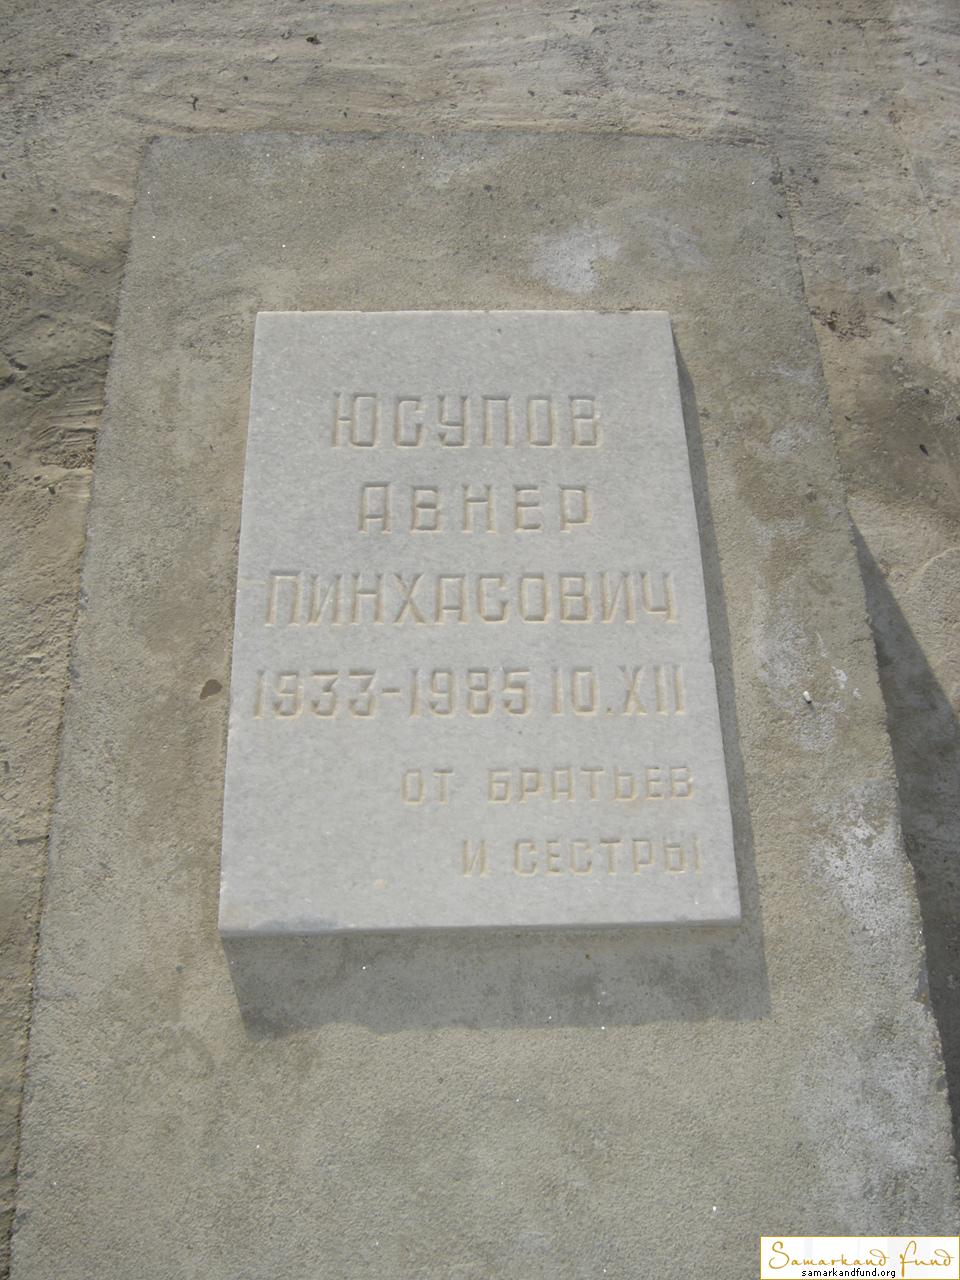 ЮСУПОВ
АВНЕР
ПИНХАСОВИЧ
1933-1985 10.XII
ОТ БРАТЬЕВ
И СЕСТРЫ
Samarkand Fund
samarkandfund.org